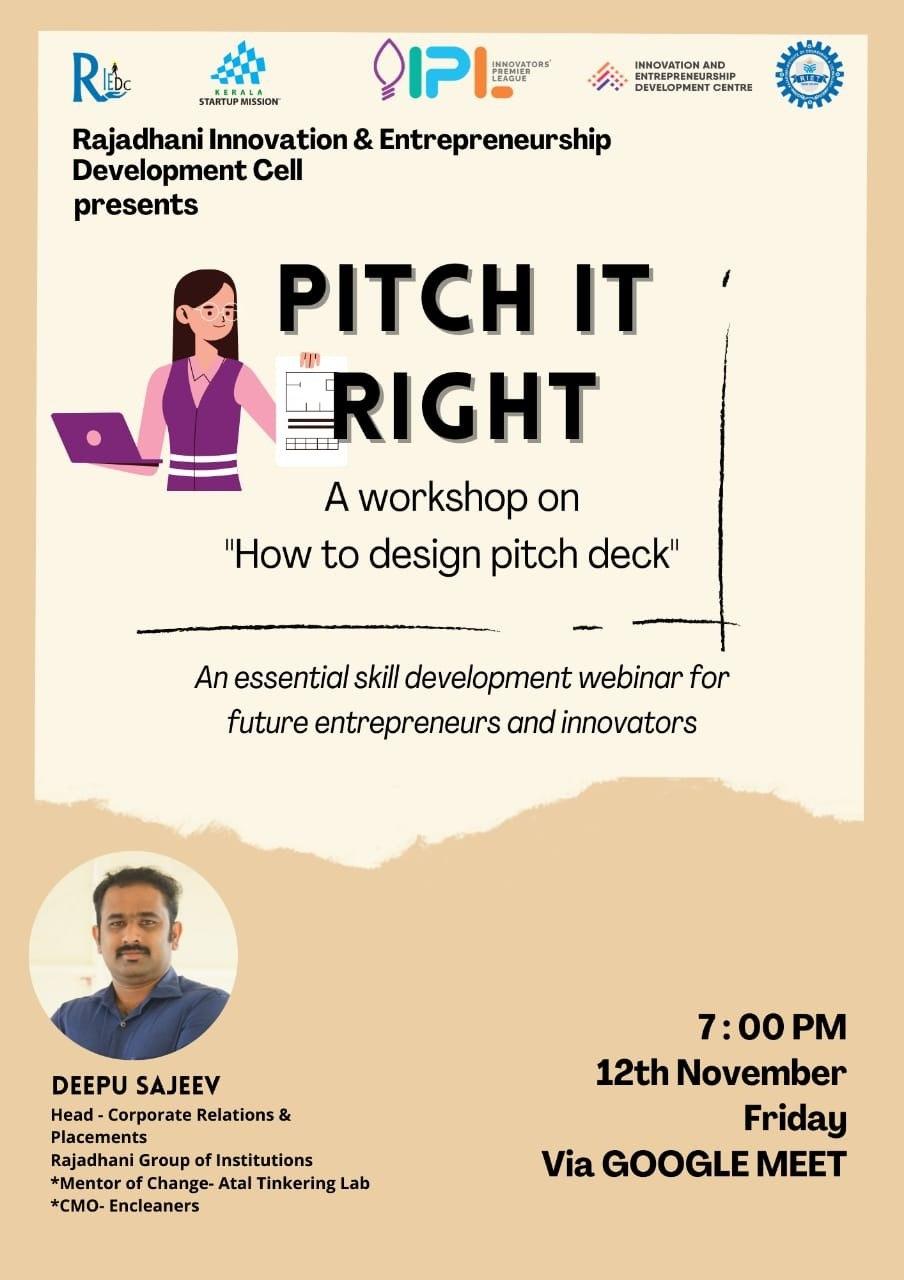 RIEDC
KERALA
STARTUP MISSION
IPL
INNOVATORS'
PREMIER
LEAGUE
INNOVATION AND
ENTREPRENEURSHIP
DEVELOPMENT CENTRE
RIET
Rajadhani Innovation & Entrepreneurship
Development Cell
presents
PITCH IT
RIGHT
A workshop on
"How to design pitch deck"
An essential skill development webinar for
future entrepreneurs and innovators
DEEPU SAJEEV
Head - Corporate Relations &
Placements
Rajadhani Group of Institutions
*Mentor of Change- Atal Tinkering Lab
*CMO- Encleaners
7 : 00 PM
12th November
Friday
Via GOOGLE MEET